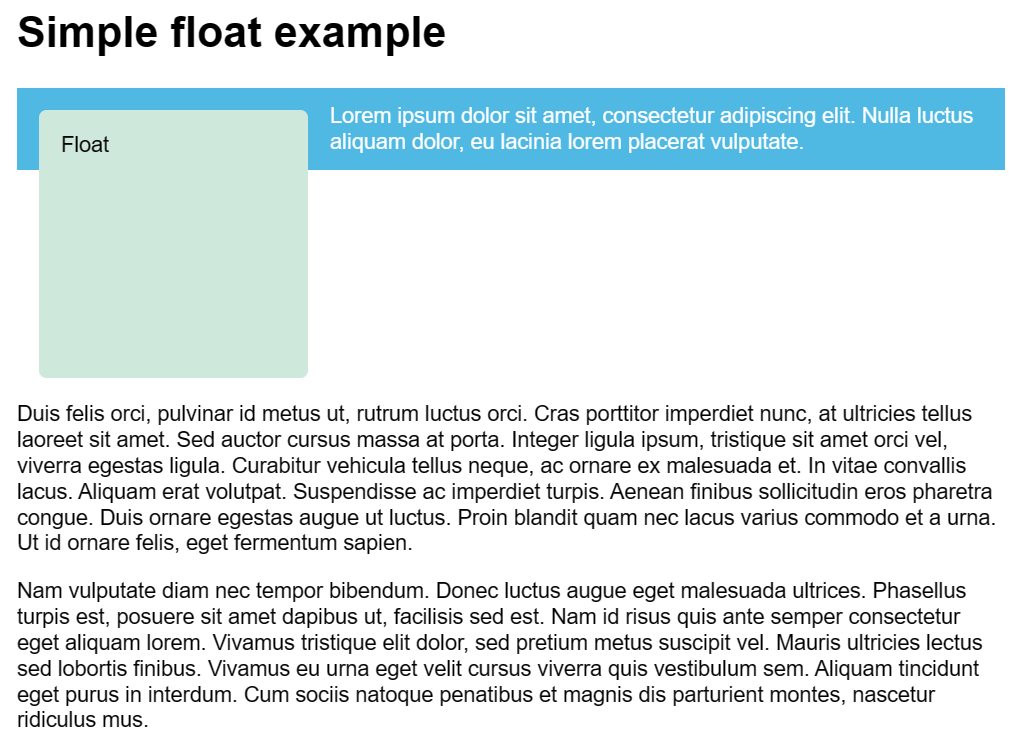 Simple float example
Float
Lorem ipsum dolor sit amet, consectetur adipiscing elit. Nulla luctus
aliquam dolor, eu lacinia lorem placerat vulputate.
Duis felis orci, pulvinar id metus ut, rutrum luctus orci. Cras porttitor imperdiet nunc, at ultricies tellus
laoreet sit amet. Sed auctor cursus massa at porta. Integer ligula ipsum, tristique sit amet orci vel,
viverra egestas ligula. Curabitur vehicula tellus neque, ac ornare ex malesuada et. In vitae convallis
lacus. Aliquam erat volutpat. Suspendisse ac imperdiet turpis. Aenean finibus sollicitudin eros pharetra
congue. Duis ornare egestas augue ut luctus. Proin blandit quam nec lacus varius commodo et a urna.
Ut id ornare felis, eget fermentum sapien.
Nam vulputate diam nec tempor bibendum. Donec luctus augue eget malesuada ultrices. Phasellus
turpis est, posuere sit amet dapibus ut, facilisis sed est. Nam id risus quis ante semper consectetur
eget aliquam lorem. Vivamus tristique elit dolor, sed pretium metus suscipit vel. Mauris ultricies lectus
sed lobortis finibus. Vivamus eu urna eget velit cursus viverra quis vestibulum sem. Aliquam tincidunt
eget purus in interdum. Cum sociis natoque penatibus et magnis dis parturient montes, nascetur
ridiculus mus.